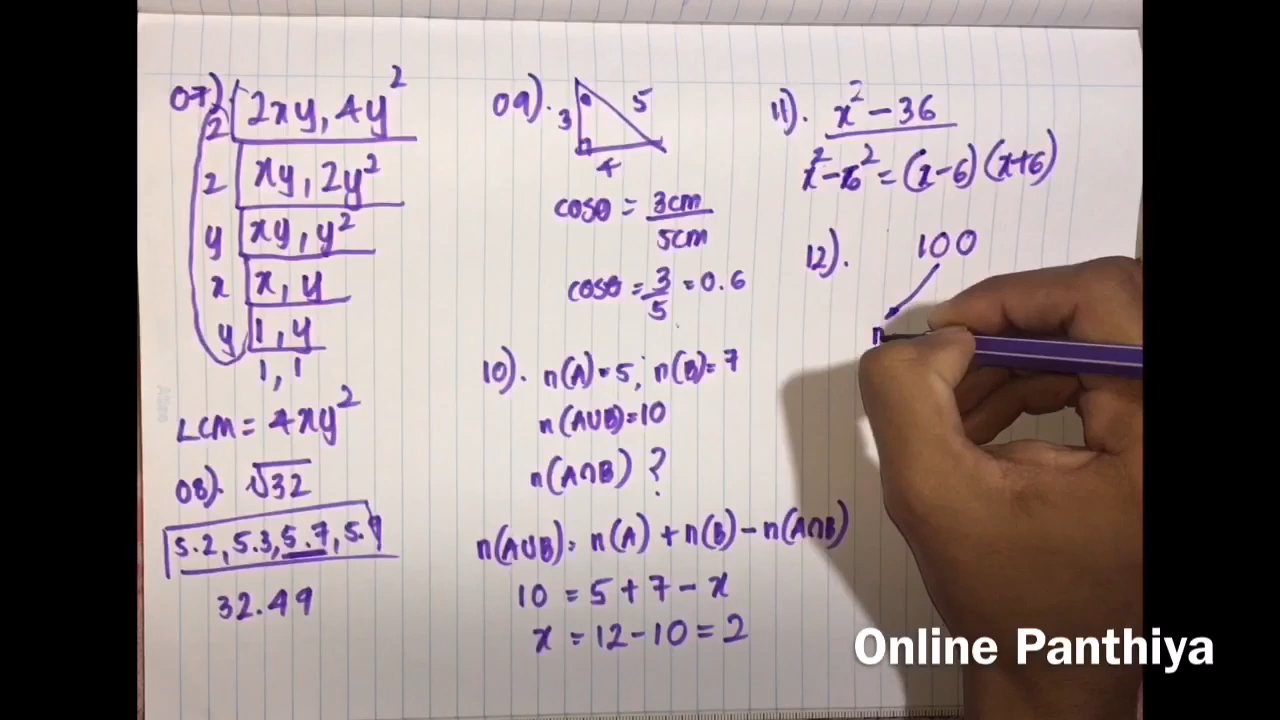 07). 2xy, 4y²
2
2 xy, 2y²
y xy, y²
x x, y
y 1, y
1, 1
LCM = 4xy²
08). √32
5.2, 5.3, 5.7, 5.9
32.49
09). 3 5
4
cosθ = 3cm
5cm
cosθ = 3/5 = 0.6
10). n(A)=5, n(B)=7
n(A∪B)=10
n(A∩B) ?
n(A∪B) = n(A) + n(B) - n(A∩B)
10 = 5 + 7 - x
x = 12 - 10 = 2
11). x² - 36
x² - 6² = (x-6)(x+6)
12). 100
Online Panthiya